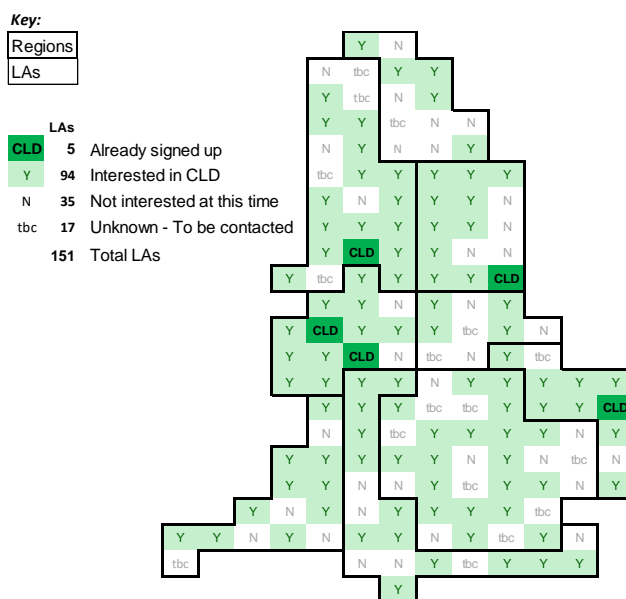 Key:
Regions
LAs
LAs
CLD 5 Already signed up
Y 94 Interested in CLD
N 35 Not interested at this time
tbc 17 Unknown - To be contacted
151 Total LAs
Y N
N tbc Y Y
Y tbc N Y
Y Y tbc N N
N Y N N Y
tbc Y Y Y Y Y
Y N Y Y Y N
Y Y Y Y Y N
Y CLD Y Y N N
Y tbc Y Y Y Y CLD
Y Y N Y N Y
Y CLD Y Y Y tbc Y N
Y Y CLD N tbc N Y tbc
Y Y Y Y N Y Y Y Y Y
Y Y Y tbc tbc Y Y Y CLD
N Y tbc Y Y Y Y N Y
Y Y Y Y Y N Y N tbc N
Y Y N N Y tbc Y Y N Y
Y N Y N Y Y Y Y tbc
Y Y N Y N Y Y N Y tbc Y N
tbc N N Y tbc Y Y Y
Y